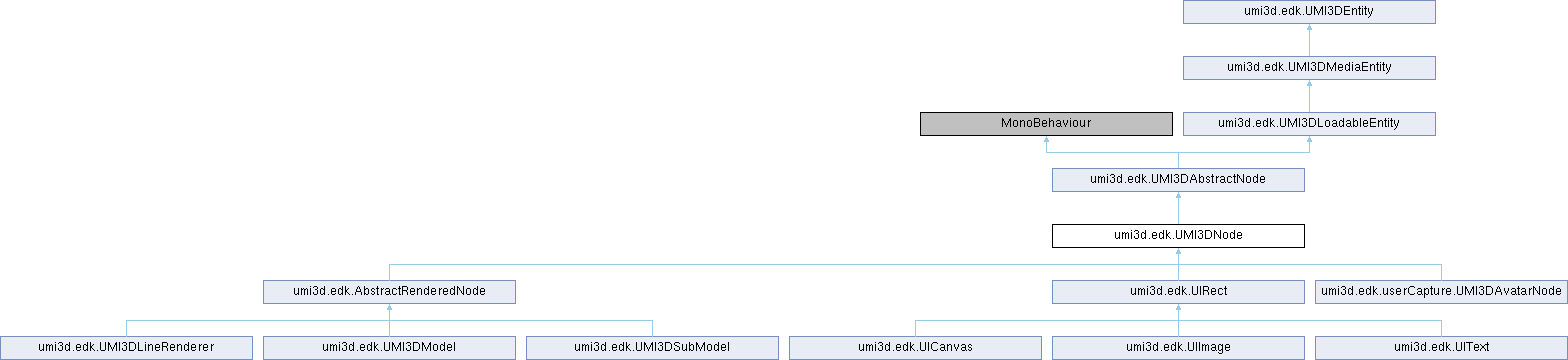 umi3d.edk.UMI3DEntity
umi3d.edk.UMI3DMediaEntity
MonoBehaviour
umi3d.edk.UMI3DLoadableEntity
umi3d.edk.UMI3DAbstractNode
umi3d.edk.UMI3DNode
umi3d.edk.AbstractRenderedNode
umi3d.edk.UIRect
umi3d.edk.userCapture.UMI3DAvatarNode
umi3d.edk.UMI3DLineRenderer
umi3d.edk.UMI3DModel
umi3d.edk.UMI3DSubModel
umi3d.edk.UICanvas
umi3d.edk.UIImage
umi3d.edk.UIText